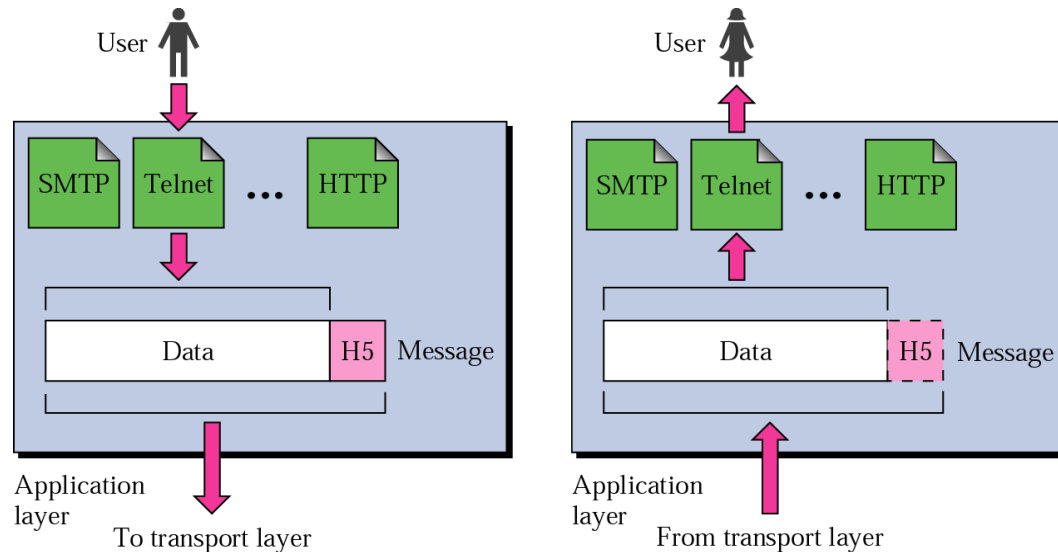 User
SMTP
Telnet
...
HTTP
Data
H5
Message
Application
layer
To transport layer
User
SMTP
Telnet
...
HTTP
Data
H5
Message
Application
layer
From transport layer